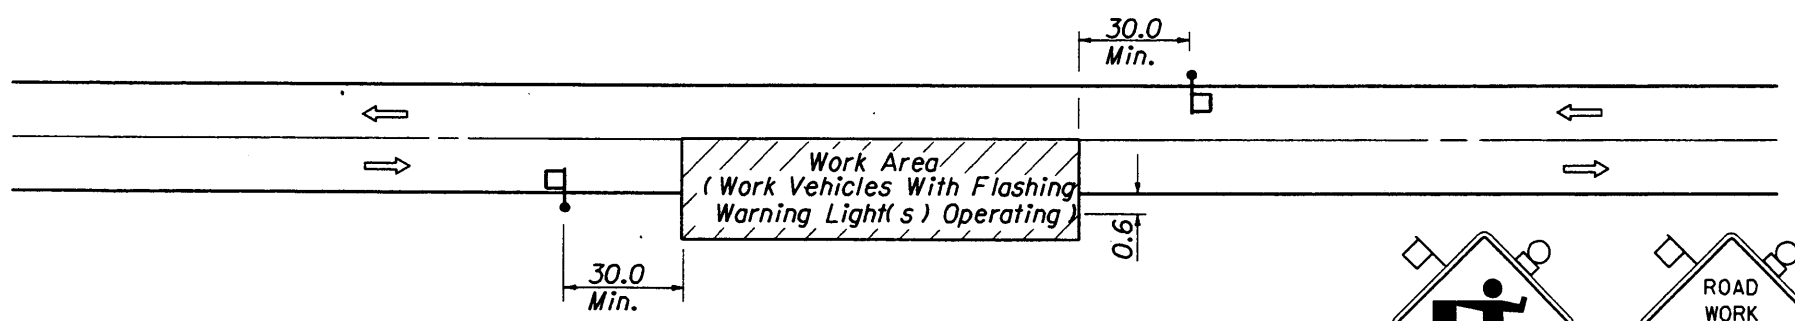 30.0
Min.
Work Area
(Work Vehicles With Flashing
Warning Light(s) Operating)
0.6
30.0
Min.
ROAD
WORK